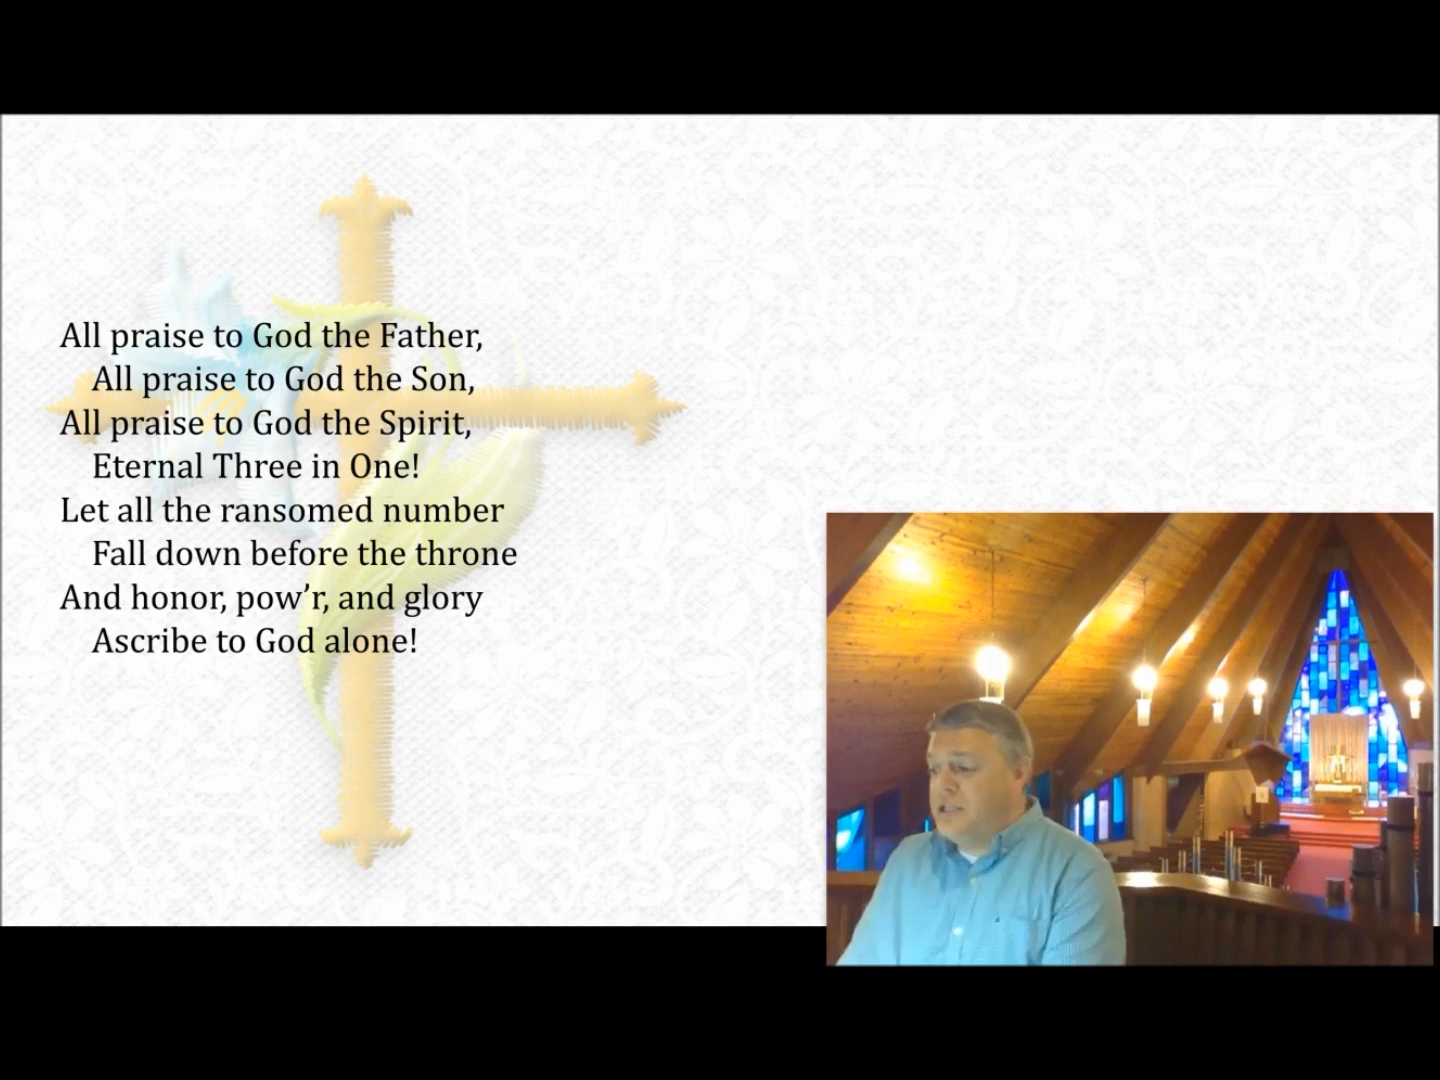 All praise to God the Father,
All praise to God the Son,
All praise to God the Spirit,
Eternal Three in One!
Let all the ransomed number
Fall down before the throne
And honor, pow’r, and glory
Ascribe to God alone!